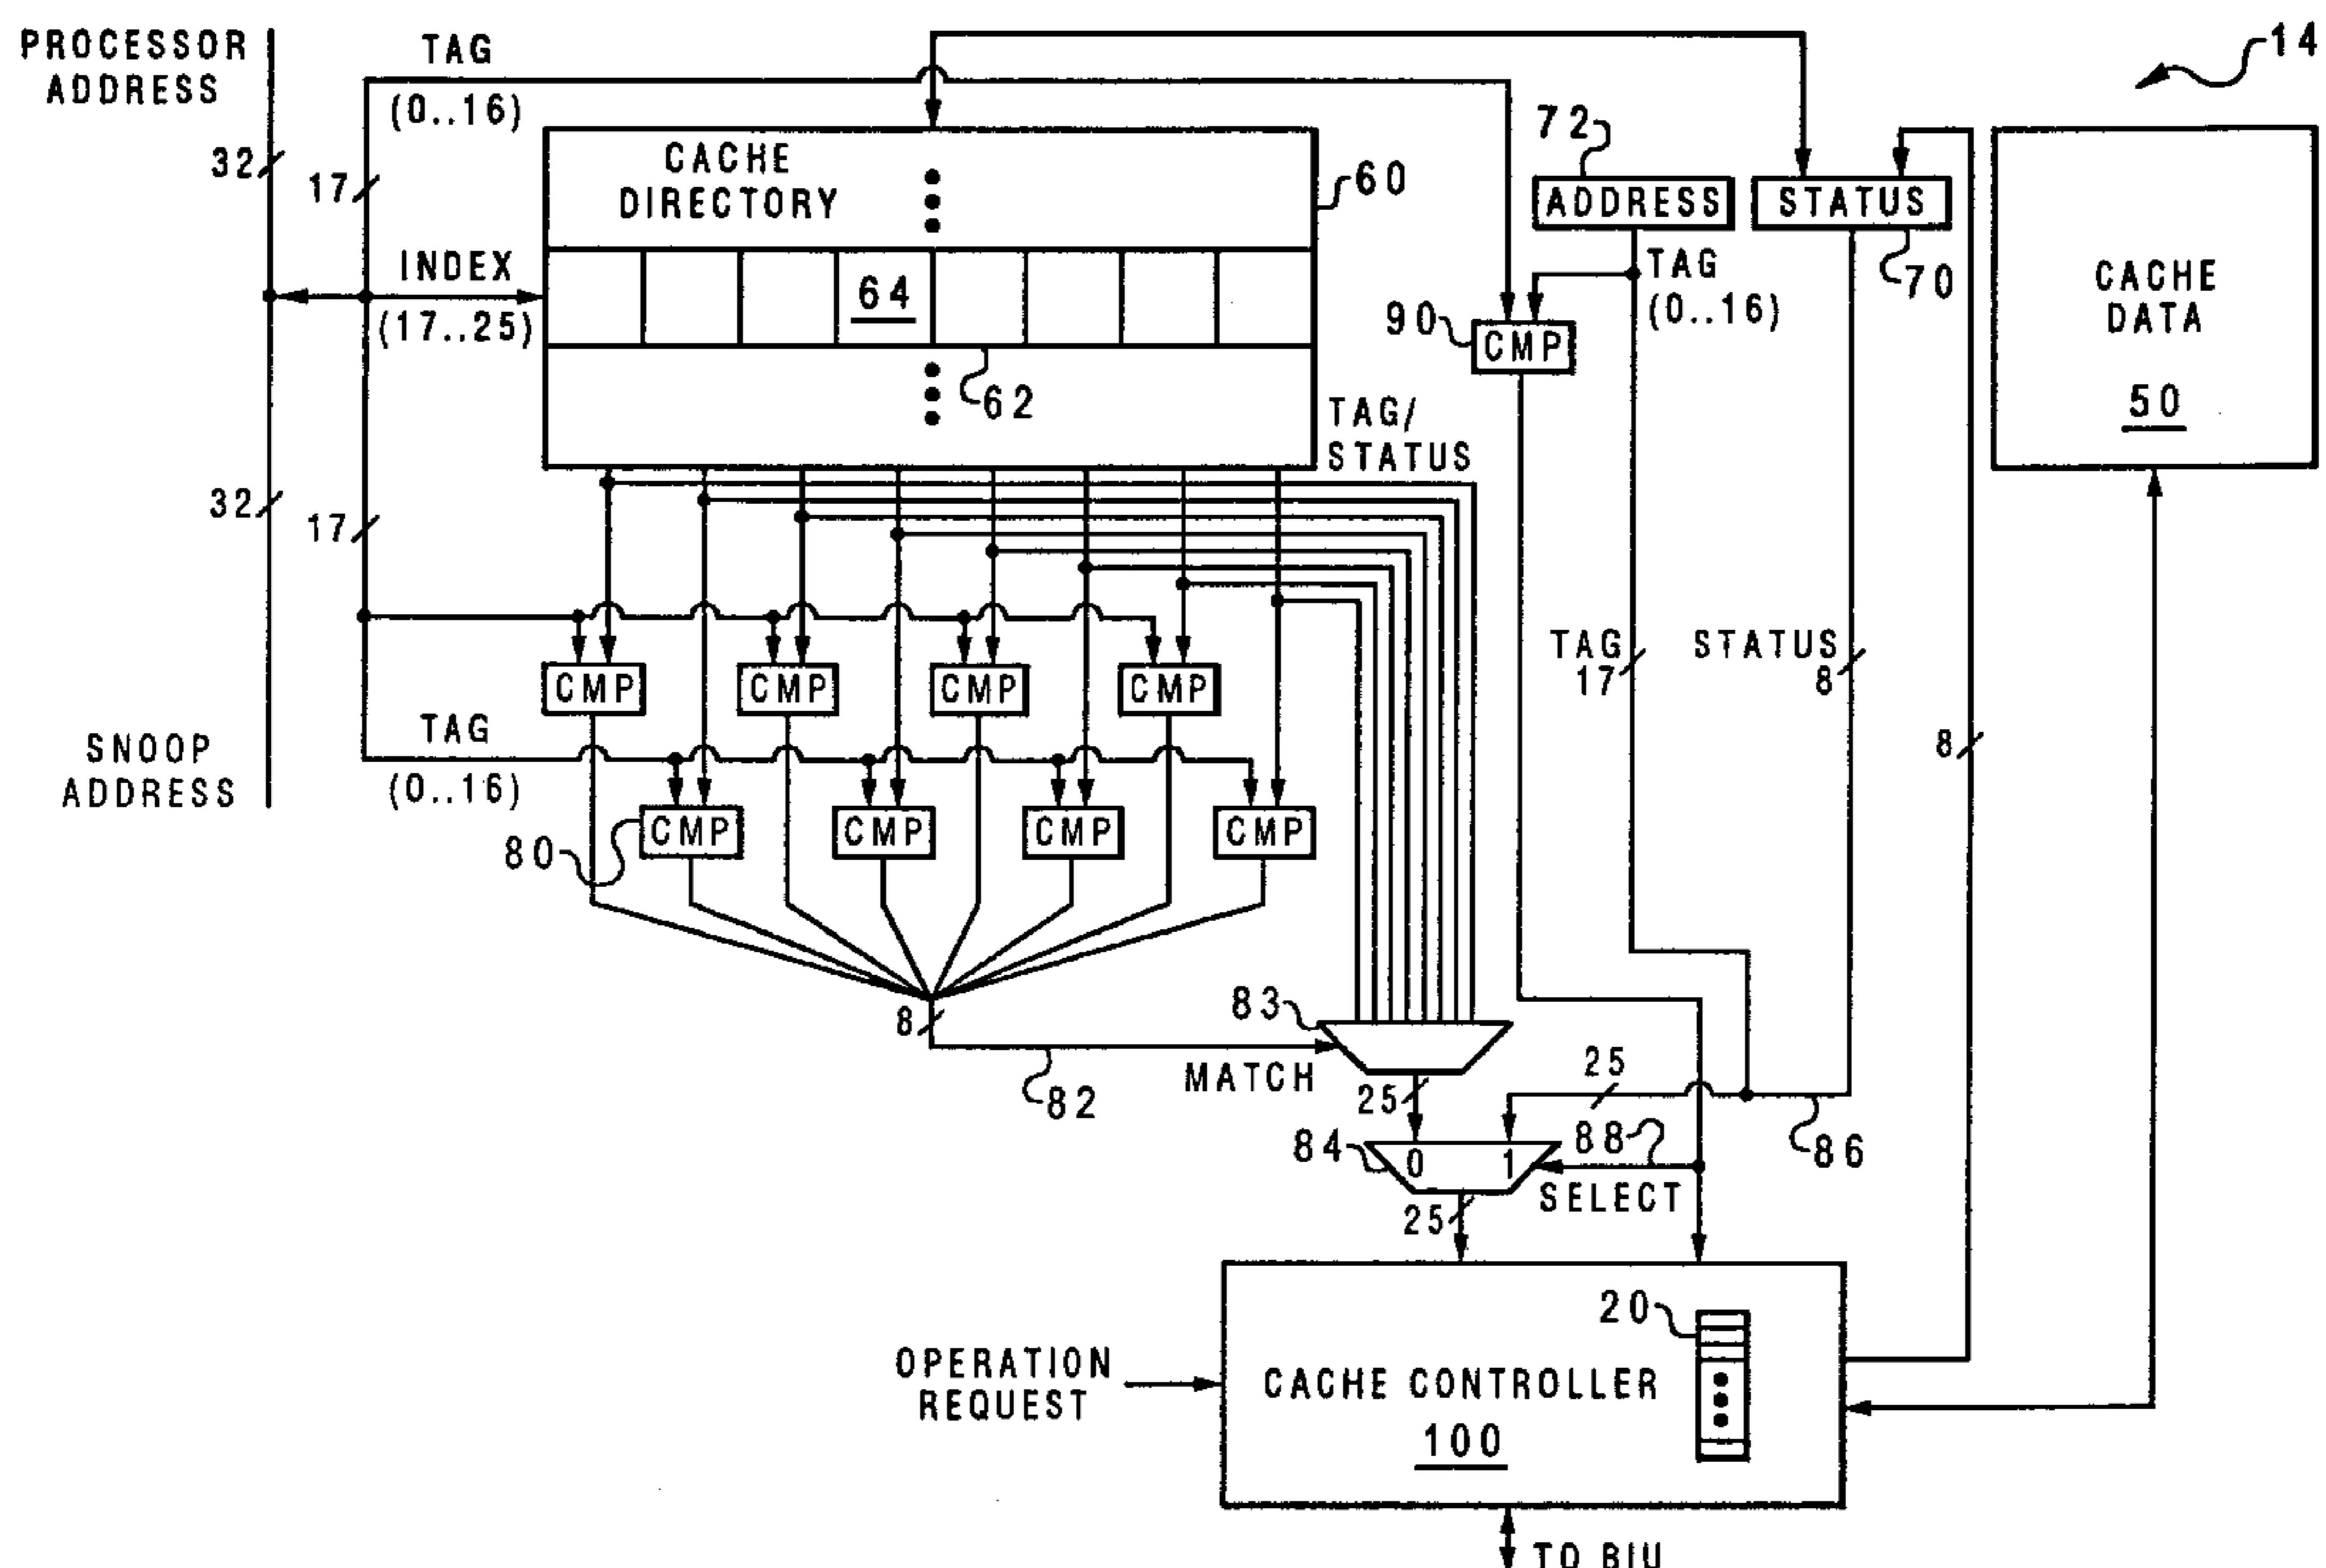 PROCESSOR
ADDRESS
TAG
(0..16)
14
32
17
CACHE
DIRECTORY
60
72
ADDRESS
STATUS
70
CACHE
DATA
50
INDEX
(17..25)
64
62
TAG
(0..16)
90
CMP
TAG/
STATUS
32
17
TAG
17
STATUS
8
8
CMP
CMP
CMP
CMP
SNOOP
ADDRESS
TAG
(0..16)
80
CMP
CMP
CMP
CMP
8
82
MATCH
83
25
25
86
84
0
1
88
SELECT
25
OPERATION
REQUEST
CACHE CONTROLLER
100
20
TO BIU